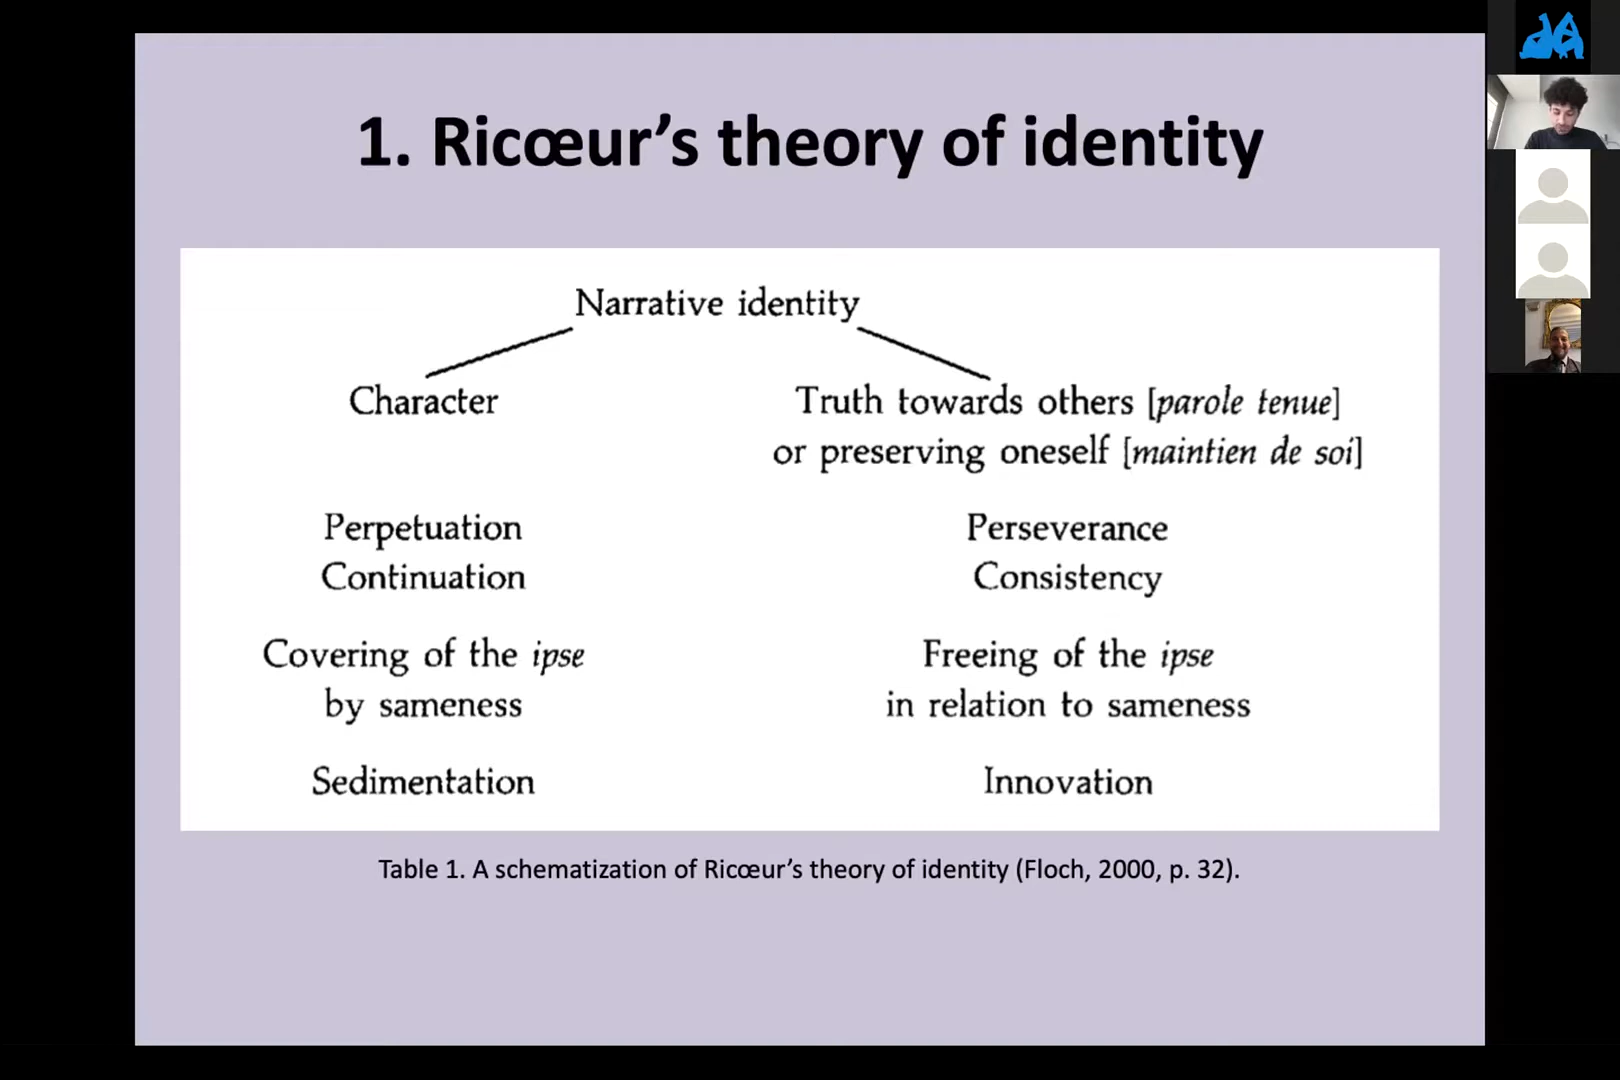 1. Ricœur’s theory of identity
Narrative identity
Character
Truth towards others [parole tenue]
or preserving oneself [maintien de soi]
Perpetuation
Continuation
Perseverance
Consistency
Covering of the ipse
by sameness
Freeing of the ipse
in relation to sameness
Sedimentation
Innovation
Table 1. A schematization of Ricœur’s theory of identity (Floch, 2000, p. 32).